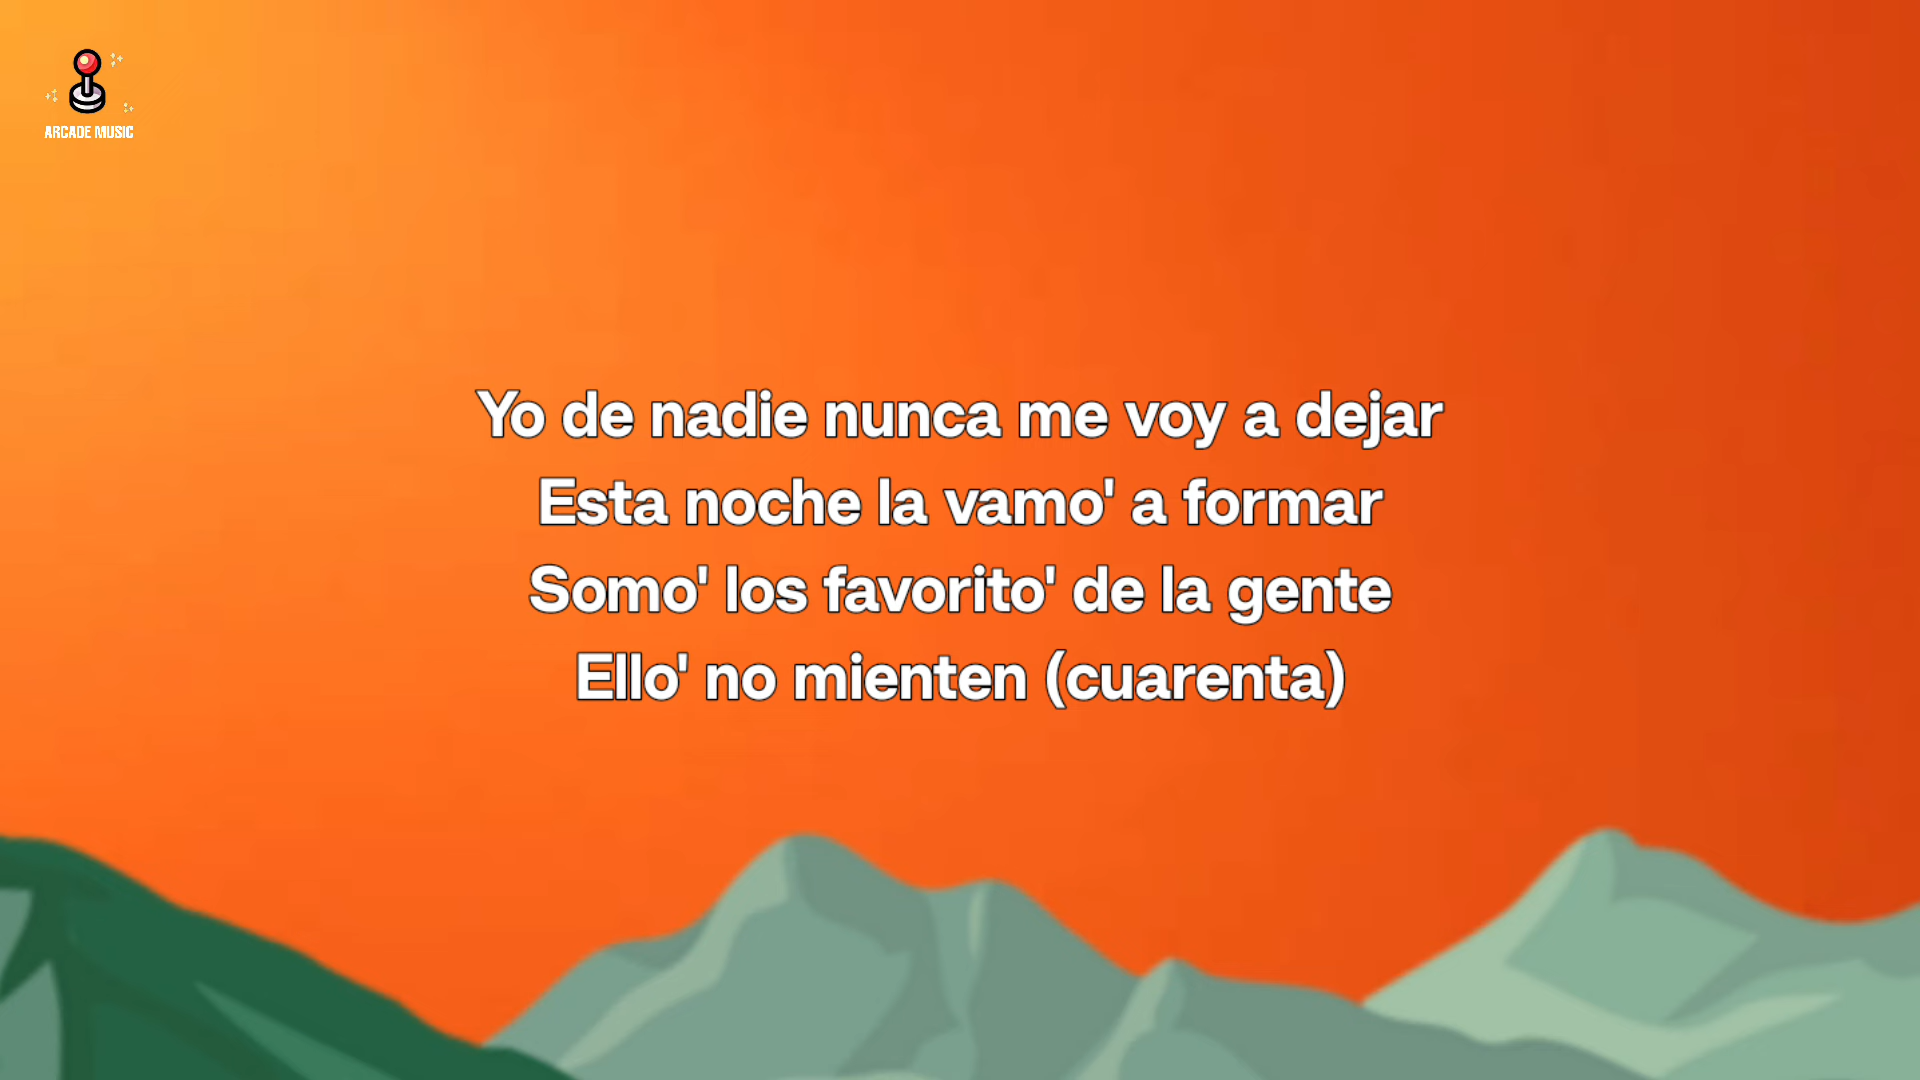 ARCADE MUSIC
Yo de nadie nunca me voy a dejar
Esta noche la vamo' a formar
Somo' los favorito' de la gente
Ello' no mienten (cuarenta)